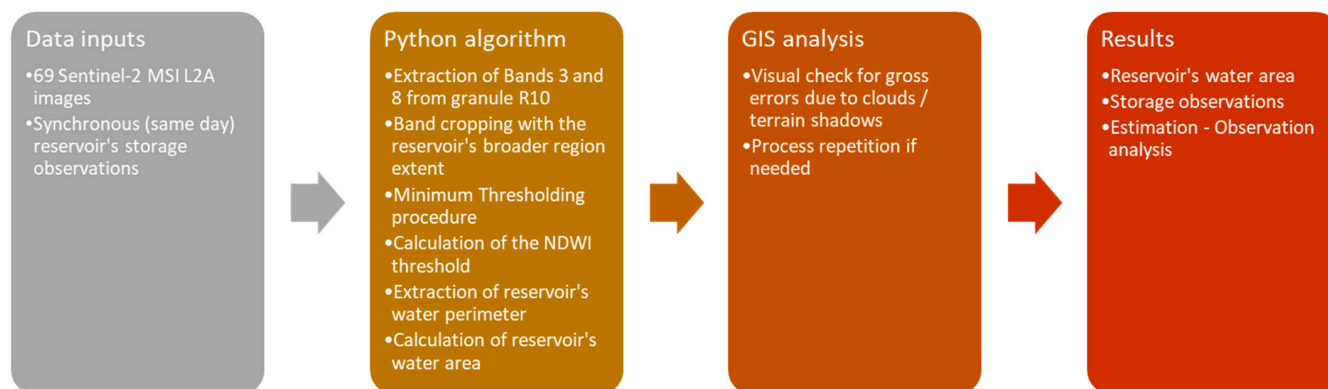 Data inputs
•69 Sentinel-2 MSI L2A
images
•Synchronous (same day)
reservoir's storage
observations
Python algorithm
•Extraction of Bands 3 and
8 from granule R10
•Band cropping with the
reservoir's broader region
extent
•Minimum Thresholding
procedure
•Calculation of the NDWI
threshold
•Extraction of reservoir's
water perimeter
•Calculation of reservoir's
water area
GIS analysis
•Visual check for gross
errors due to clouds /
terrain shadows
•Process repetition if
needed
Results
•Reservoir's water area
•Storage observations
•Estimation - Observation
analysis